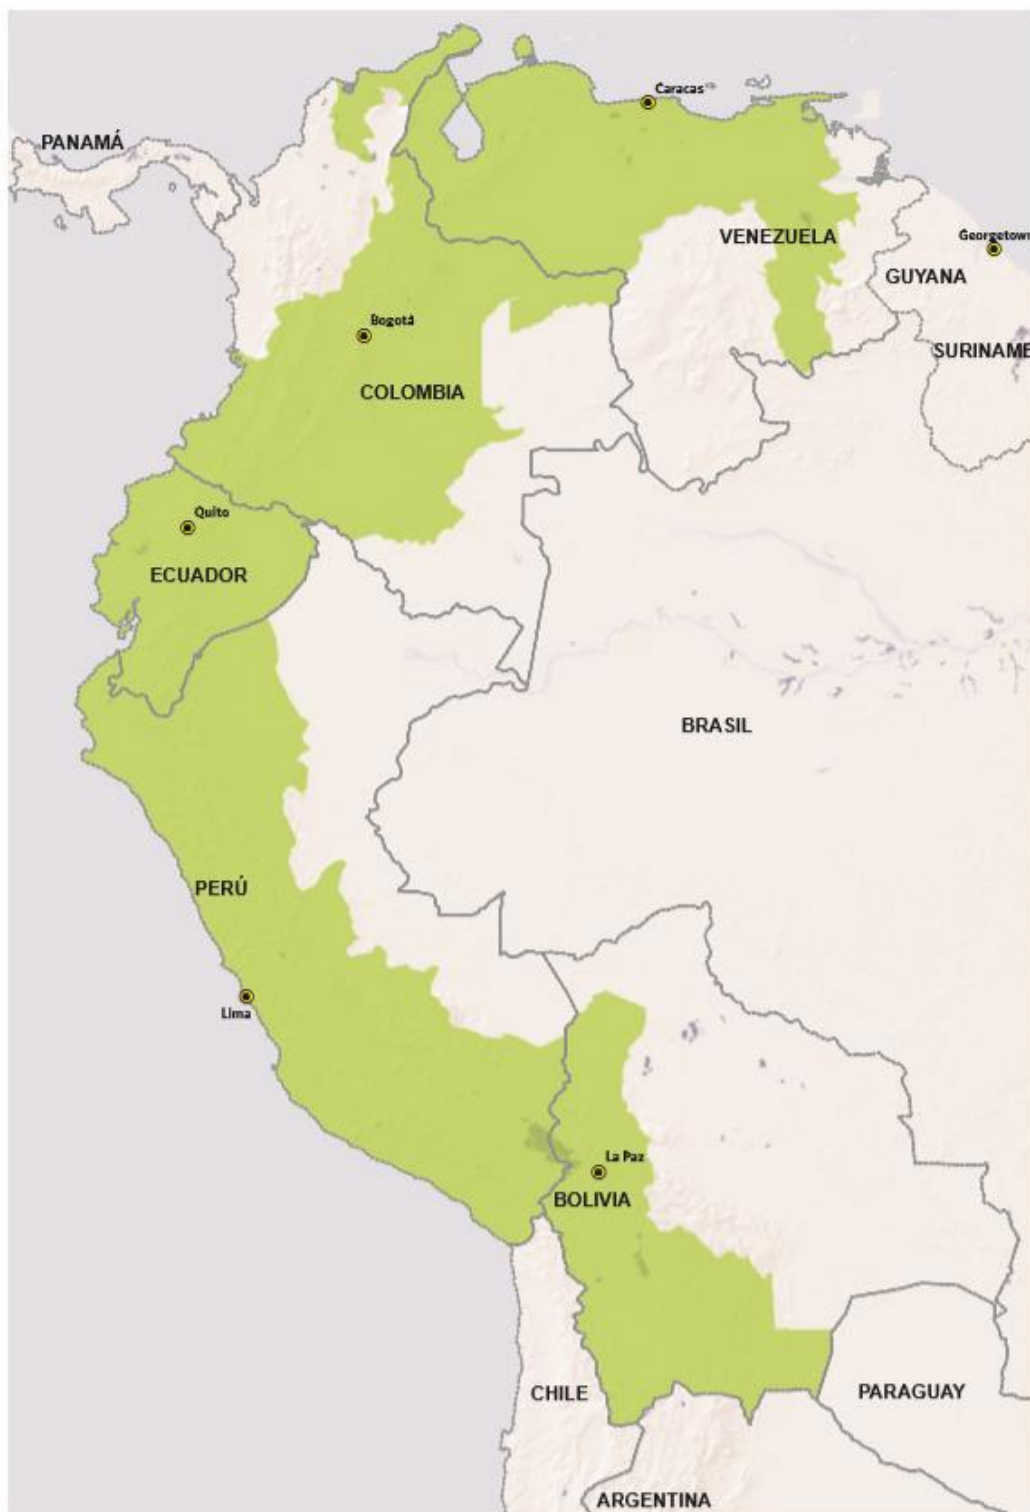 Caracas
PANAMÁ
VENEZUELA
Georgetown
GUYANA
Bogotá
SURINAME
COLOMBIA
Quito
ECUADOR
BRASIL
PERÚ
Lima
La Paz
BOLIVIA
CHILE
PARAGUAY
ARGENTINA